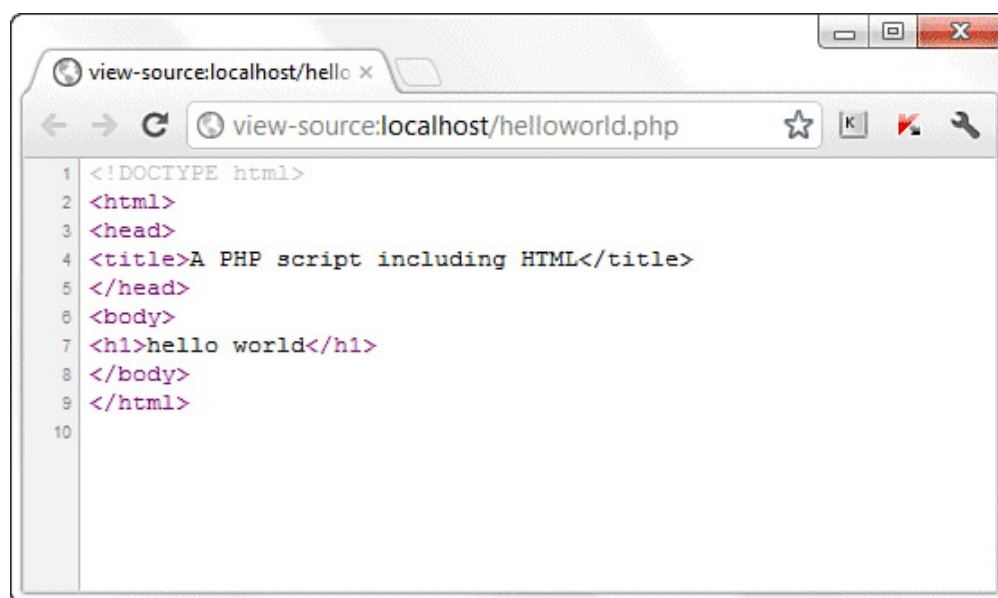 view-source:localhost/hello
view-source:localhost/helloworld.php
K
1 <!DOCTYPE html>
2 <html>
3 <head>
4 <title>A PHP script including HTML</title>
5 </head>
6 <body>
7 <h1>hello world</h1>
8 </body>
9 </html>
10